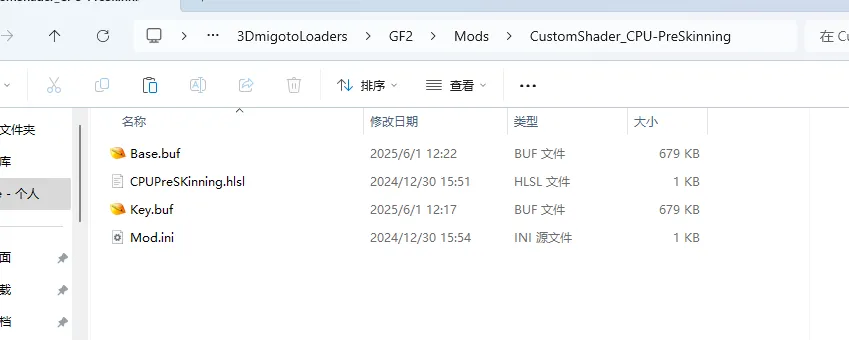 3DmigotoLoaders > GF2 > Mods > CustomShader_CPU-PreSkinning 在 Cu
排序 查看
名称 修改日期 类型 大小
文件夹
库
Base.buf 2025/6/1 12:22 BUF 文件 679 KB
CPUPreSKinning.hlsl 2024/12/30 15:51 HLSL 文件 1 KB
e - 个人
Key.buf 2025/6/1 12:17 BUF 文件 679 KB
Mod.ini 2024/12/30 15:54 INI 源文件 1 KB
面
载
档